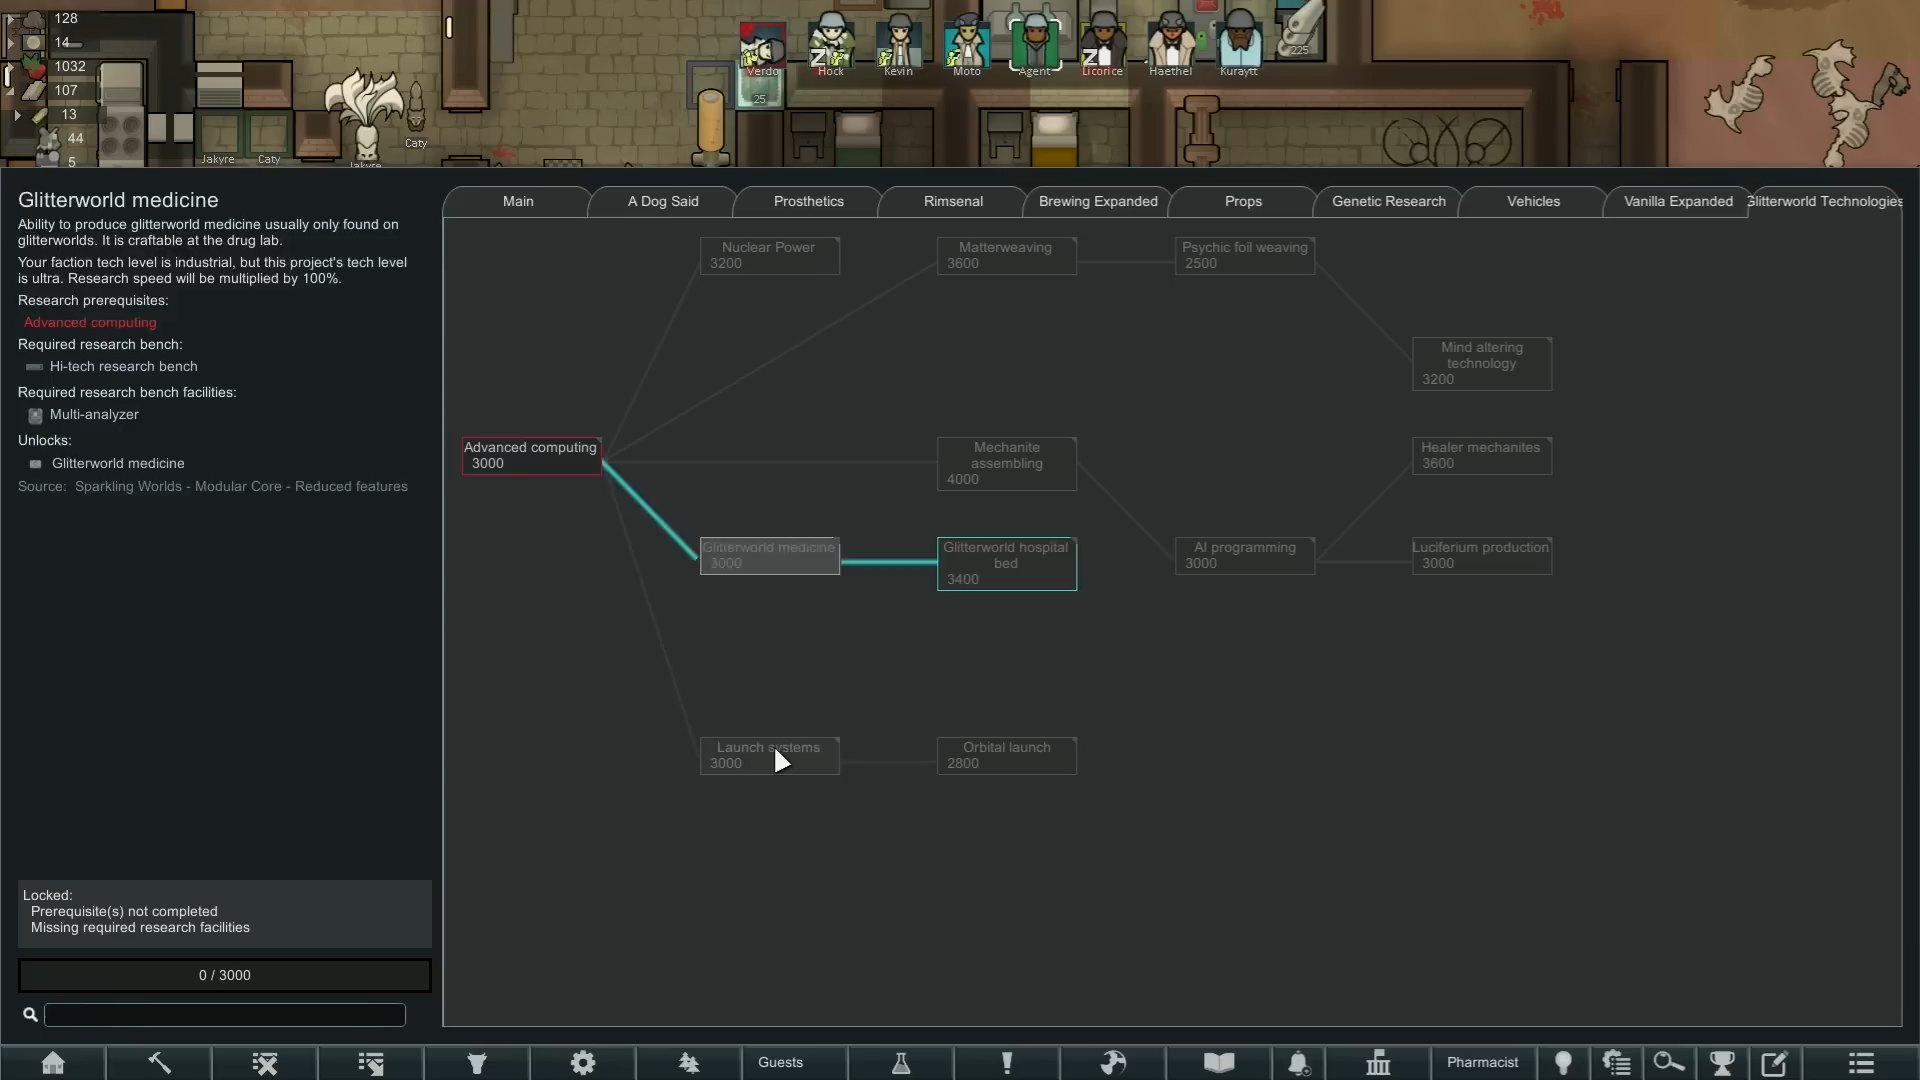 128
14
1032
107
13
44
5
Verdo
Hock
Kevin
Moto
Agent
Licorice
Haethel
Kuraytt
225
25
Caty
Jakyre
Caty
Jakyre
Glitterworld medicine
Ability to produce glitterworld medicine usually only found on
glitterworlds. It is craftable at the drug lab.
Your faction tech level is industrial, but this project's tech level
is ultra. Research speed will be multiplied by 100%.
Research prerequisites:
Advanced computing
Required research bench:
Hi-tech research bench
Required research bench facilities:
Multi-analyzer
Unlocks:
Glitterworld medicine
Source: Sparkling Worlds - Modular Core - Reduced features
Locked:
Prerequisite(s) not completed
Missing required research facilities
0 / 3000
Main
A Dog Said
Prosthetics
Rimsenal
Brewing Expanded
Props
Genetic Research
Vehicles
Vanilla Expanded
Glitterworld Technologies
Nuclear Power
3200
Matterweaving
3600
Psychic foil weaving
2500
Mind altering
technology
3200
Advanced computing
3000
Mechanite
assembling
4000
Healer mechanites
3600
Glitterworld medicine
3000
Glitterworld hospital
bed
3400
AI programming
3000
Luciferium production
3000
Launch systems
3000
Orbital launch
2800
Guests
Pharmacist